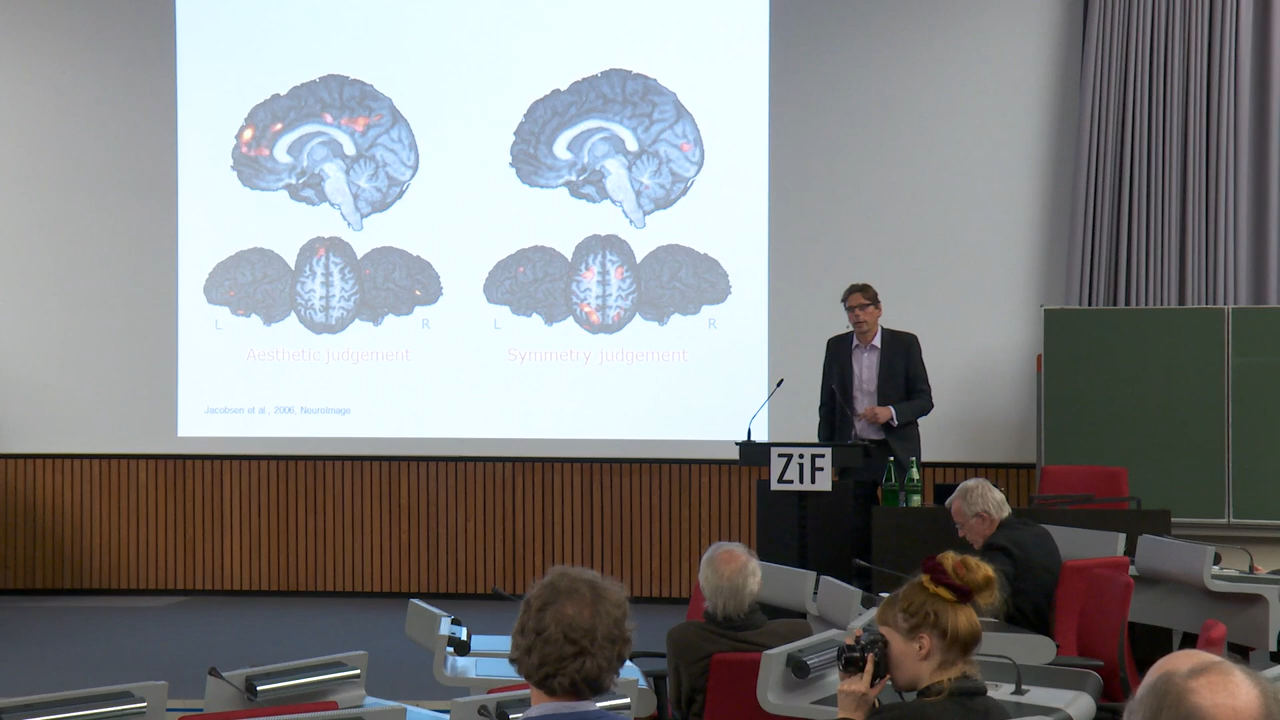 L
R
L
R
Aesthetic judgement
Symmetry judgement
Jacobsen et al., 2006, NeuroImage
ZiF